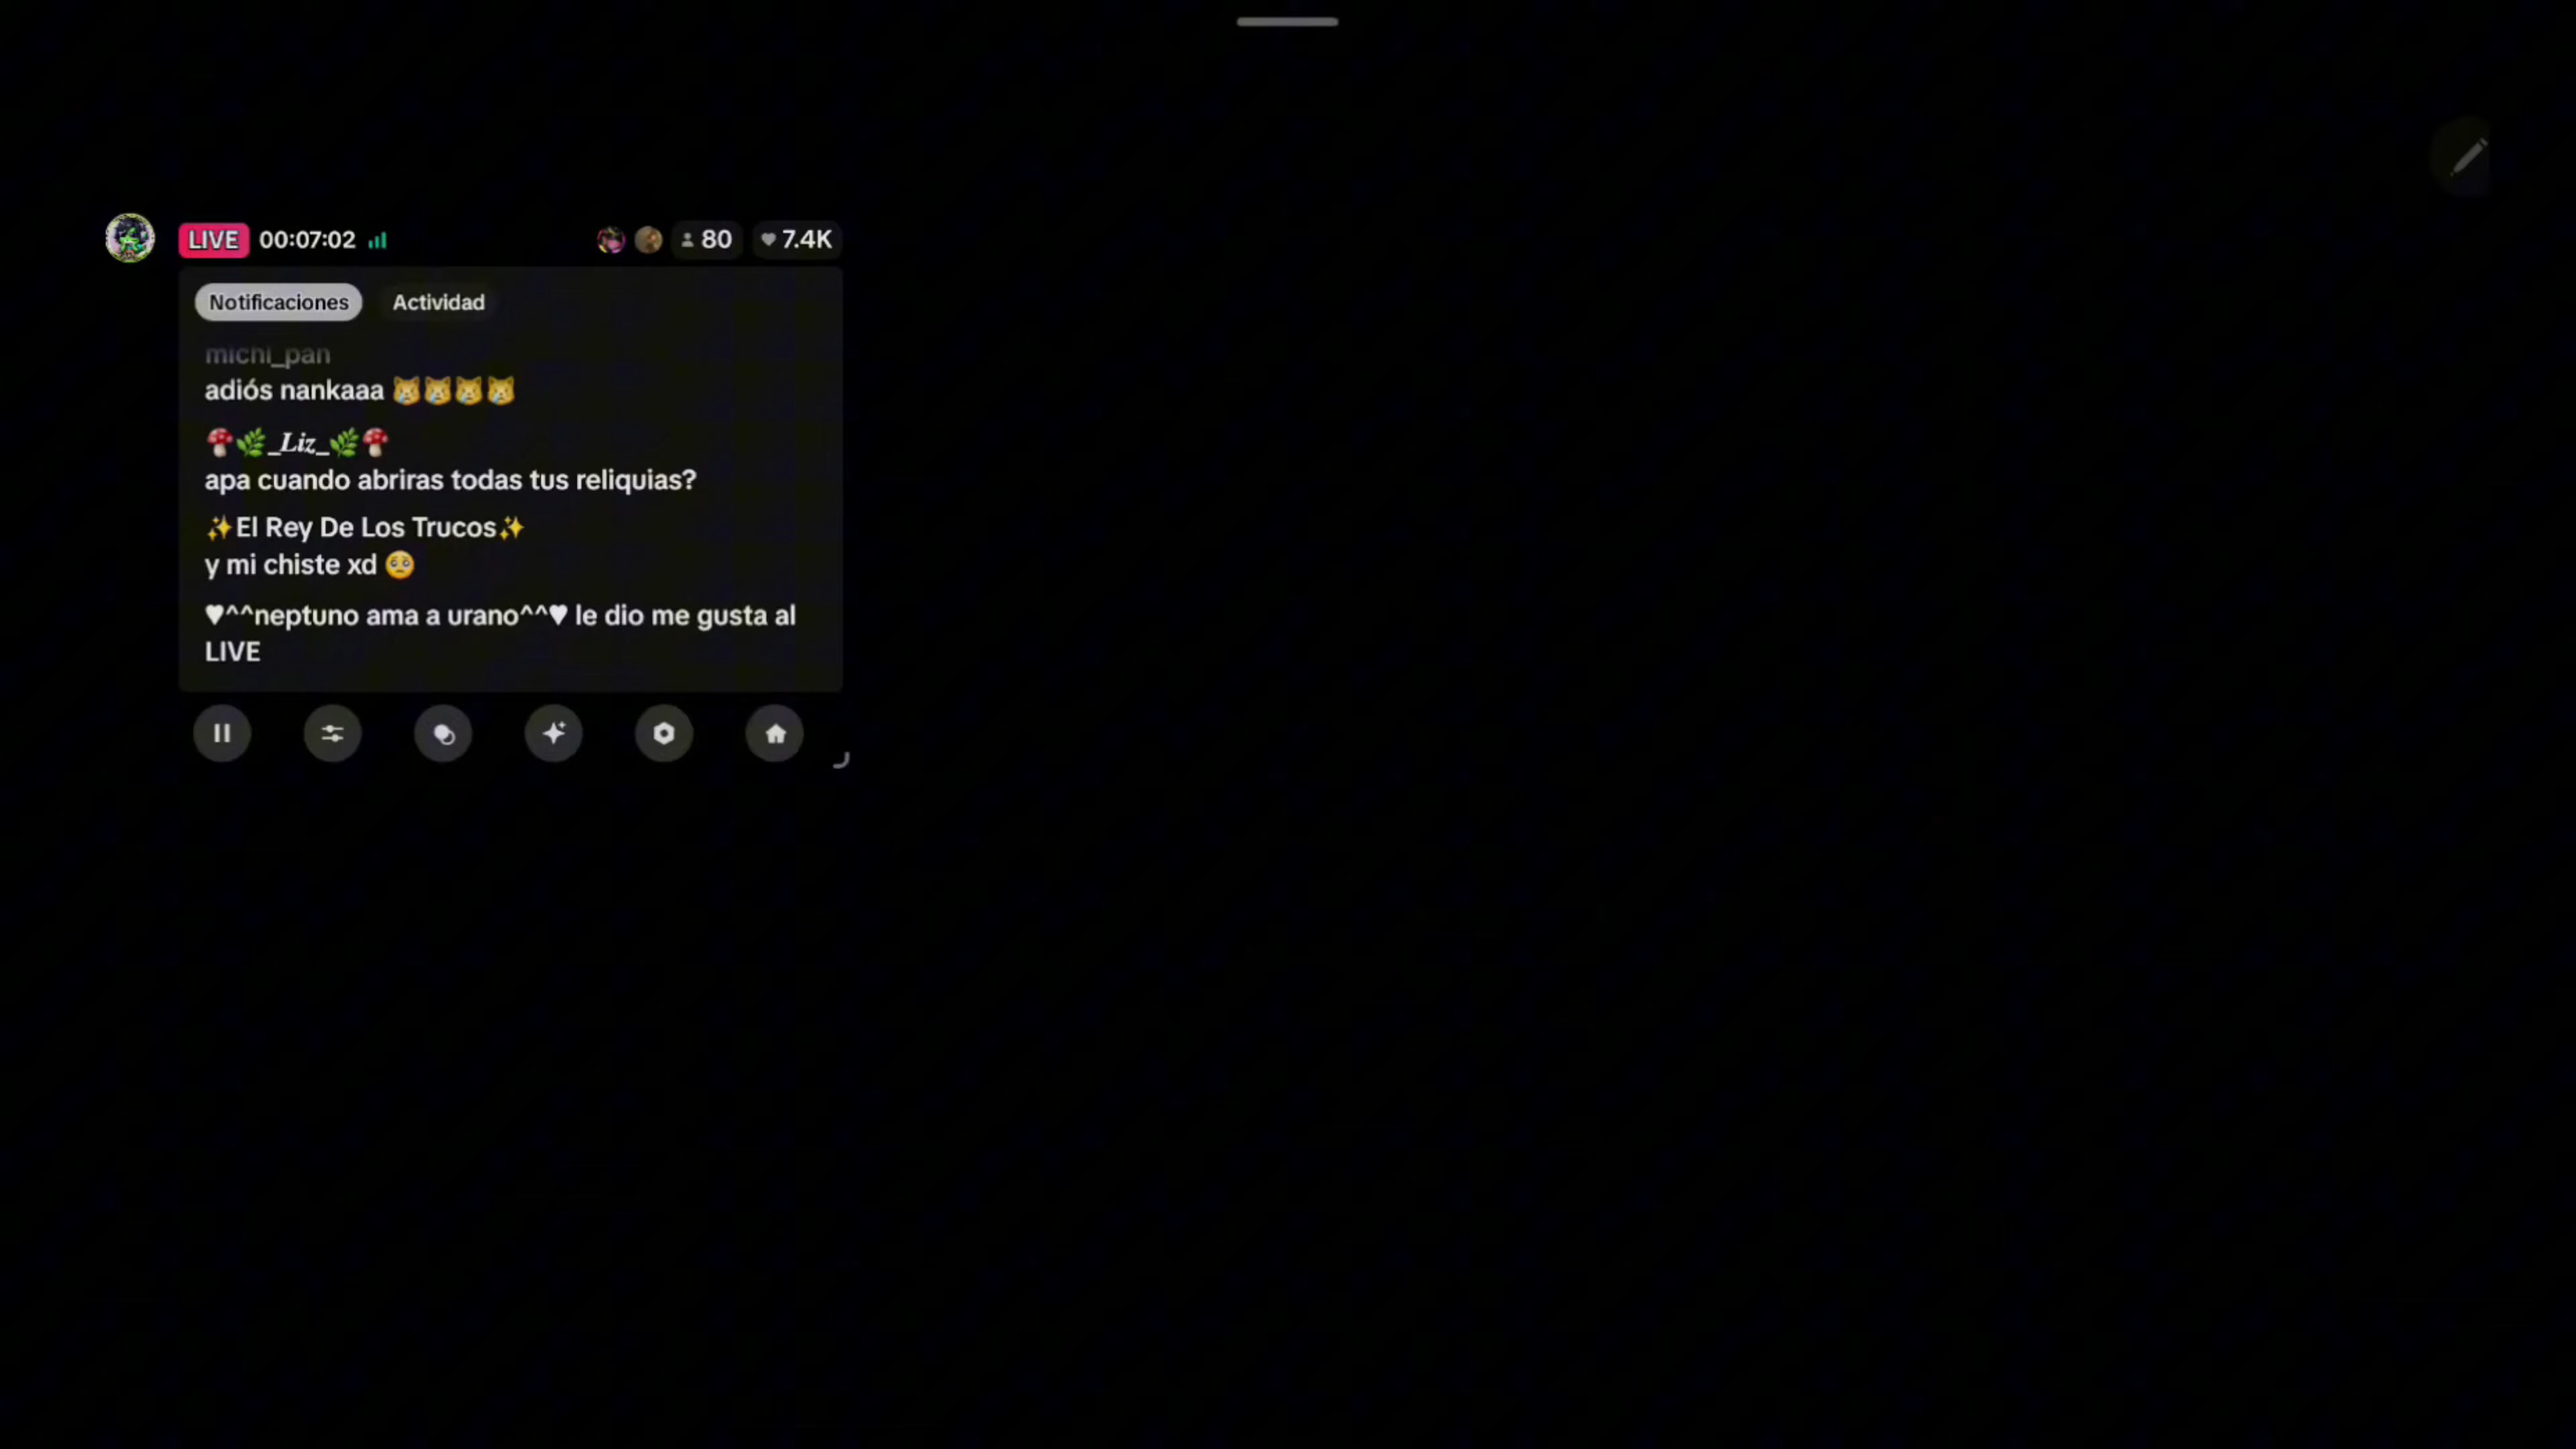 LIVE 00:07:02 80 7.4K
Notificaciones Actividad
michi_pan
adiós nankaaa 😿😿😿😿
🍄🌿_Liz_🌿🍄
apa cuando abriras todas tus reliquias?
✨El Rey De Los Trucos✨
y mi chiste xd 🥺
♥^^neptuno ama a urano^^♥ le dio me gusta al
LIVE